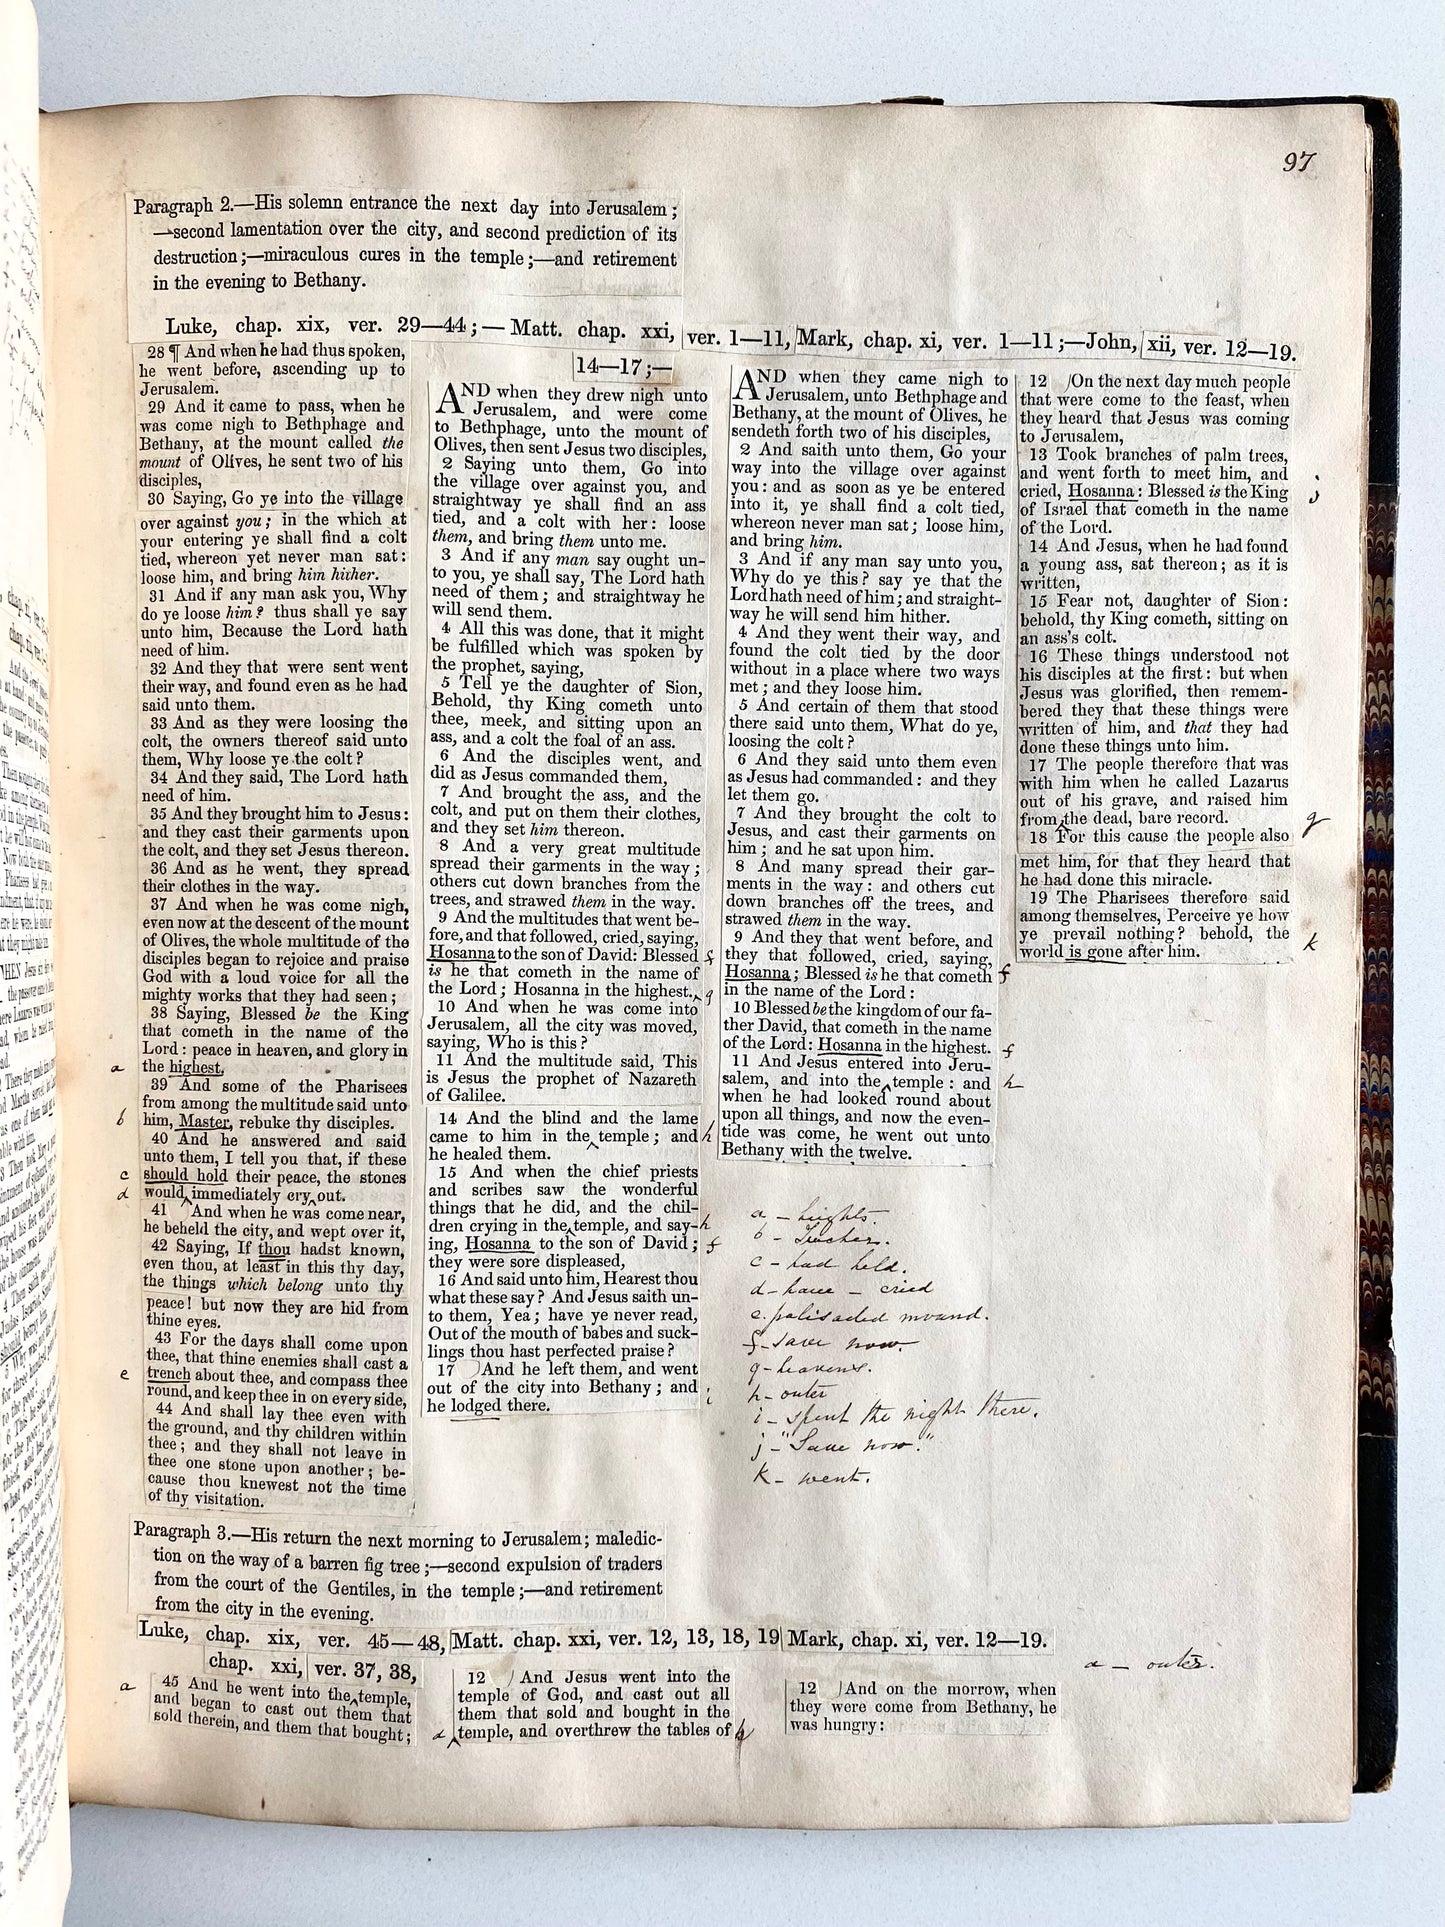 97
Paragraph 2.—His solemn entrance the next day into Jerusalem;
—second lamentation over the city, and second prediction of its
destruction;—miraculous cures in the temple;—and retirement
in the evening to Bethany.
Luke, chap. xix, ver. 29—44;—Matt. chap. xxi, ver. 1—11, Mark, chap. xi, ver. 1—11;—John, xii, ver. 12—19.
14—17;—
28 ¶ And when he had thus spoken,
he went before, ascending up to
Jerusalem.
29 And it came to pass, when he
was come nigh to Bethphage and
Bethany, at the mount called the
mount of Olives, he sent two of his
disciples,
30 Saying, Go ye into the village
over against you; in the which at
your entering ye shall find a colt
tied, whereon yet never man sat:
loose him, and bring him hither.
31 And if any man ask you, Why
do ye loose him? thus shall ye say
unto him, Because the Lord hath
need of him.
32 And they that were sent went
their way, and found even as he had
said unto them.
33 And as they were loosing the
colt, the owners thereof said unto
them, Why loose ye the colt?
34 And they said, The Lord hath
need of him.
35 And they brought him to Jesus:
and they cast their garments upon
the colt, and they set Jesus thereon.
36 And as he went, they spread
their clothes in the way.
37 And when he was come nigh,
even now at the descent of the mount
of Olives, the whole multitude of the
disciples began to rejoice and praise
God with a loud voice for all the
mighty works that they had seen;
38 Saying, Blessed be the King
that cometh in the name of the
Lord: peace in heaven, and glory in
a the highest.
39 And some of the Pharisees
from among the multitude said unto
b him, Master, rebuke thy disciples.
40 And he answered and said
unto them, I tell you that, if these
c should hold their peace, the stones
d would immediately cry out.
41 And when he was come near,
he beheld the city, and wept over it,
42 Saying, If thou hadst known,
even thou, at least in this thy day,
the things which belong unto thy
peace! but now they are hid from
thine eyes.
43 For the days shall come upon
thee, that thine enemies shall cast a
e trench about thee, and compass thee
round, and keep thee in on every side,
44 And shall lay thee even with
the ground, and thy children within
thee; and they shall not leave in
thee one stone upon another; be-
cause thou knewest not the time
of thy visitation.
AND when they drew nigh unto
Jerusalem, and were come
to Bethphage, unto the mount of
Olives, then sent Jesus two disciples,
2 Saying unto them, Go into
the village over against you, and
straightway ye shall find an ass
tied, and a colt with her: loose
them, and bring them unto me.
3 And if any man say ought un-
to you, ye shall say, The Lord hath
need of them; and straightway he
will send them.
4 All this was done, that it might
be fulfilled which was spoken by
the prophet, saying,
5 Tell ye the daughter of Sion,
Behold, thy King cometh unto
thee, meek, and sitting upon an
ass, and a colt the foal of an ass.
6 And the disciples went, and
did as Jesus commanded them,
7 And brought the ass, and the
colt, and put on them their clothes,
and they set him thereon.
8 And a very great multitude
spread their garments in the way;
others cut down branches from the
trees, and strawed them in the way.
9 And the multitudes that went be-
fore, and that followed, cried, saying,
Hosanna to the son of David: Blessed f
is he that cometh in the name of
the Lord; Hosanna in the highest. g
10 And when he was come into
Jerusalem, all the city was moved,
saying, Who is this?
11 And the multitude said, This
is Jesus the prophet of Nazareth
of Galilee.
14 And the blind and the lame
came to him in the temple; and h
he healed them.
15 And when the chief priests
and scribes saw the wonderful
things that he did, and the chil-
dren crying in the temple, and say- h
ing, Hosanna to the son of David; f
they were sore displeased,
16 And said unto him, Hearest thou
what these say? And Jesus saith un-
to them, Yea; have ye never read,
Out of the mouth of babes and suck-
lings thou hast perfected praise?
17 And he left them, and went
out of the city into Bethany; and
he lodged there. i
AND when they came nigh to
Jerusalem, unto Bethphage and
Bethany, at the mount of Olives, he
sendeth forth two of his disciples,
2 And saith unto them, Go your
way into the village over against
you: and as soon as ye be entered
into it, ye shall find a colt tied,
whereon never man sat; loose him,
and bring him.
3 And if any man say unto you,
Why do ye this? say ye that the
Lord hath need of him; and straight-
way he will send him hither.
4 And they went their way, and
found the colt tied by the door
without in a place where two ways
met; and they loose him.
5 And certain of them that stood
there said unto them, What do ye,
loosing the colt?
6 And they said unto them even
as Jesus had commanded: and they
let them go.
7 And they brought the colt to
Jesus, and cast their garments on
him; and he sat upon him.
8 And many spread their gar-
ments in the way: and others cut
down branches off the trees, and
strawed them in the way.
9 And they that went before, and
they that followed, cried, saying,
Hosanna; Blessed is he that cometh f
in the name of the Lord:
10 Blessed be the kingdom of our fa-
ther David, that cometh in the name
of the Lord: Hosanna in the highest. f
11 And Jesus entered into Jeru-
salem, and into the temple: and h
when he had looked round about
upon all things, and now the even-
tide was come, he went out unto
Bethany with the twelve.
12 On the next day much people
that were come to the feast, when
they heard that Jesus was coming
to Jerusalem,
13 Took branches of palm trees,
and went forth to meet him, and
cried, Hosanna: Blessed is the King j
of Israel that cometh in the name
of the Lord.
14 And Jesus, when he had found
a young ass, sat thereon; as it is
written,
15 Fear not, daughter of Sion:
behold, thy King cometh, sitting on
an ass's colt.
16 These things understood not
his disciples at the first: but when
Jesus was glorified, then remem-
bered they that these things were
written of him, and that they had
done these things unto him.
17 The people therefore that was
with him when he called Lazarus
out of his grave, and raised him
from the dead, bare record. g
18 For this cause the people also
met him, for that they heard that
he had done this miracle.
19 The Pharisees therefore said
among themselves, Perceive ye how
ye prevail nothing? behold, the
world is gone after him. k
a — heights.
b — Teacher.
c — had held.
d — have — cried
e. palisaded mound.
f — save now.
g — heavens.
h — outer
i — spent the night there.
j — "Save now."
k — went.
Paragraph 3.—His return the next morning to Jerusalem; maledic-
tion on the way of a barren fig tree;—second expulsion of traders
from the court of the Gentiles, in the temple;—and retirement
from the city in the evening.
Luke, chap. xix, ver. 45—48, Matt. chap. xxi, ver. 12, 13, 18, 19 Mark, chap. xi, ver. 12—19.
chap. xxi, ver. 37, 38,
a 45 And he went into the temple,
and began to cast out them that
sold therein, and them that bought;
12 And Jesus went into the
temple of God, and cast out all
them that sold and bought in the
a temple, and overthrew the tables of
12 And on the morrow, when
they were come from Bethany, he
was hungry:
a — outer.